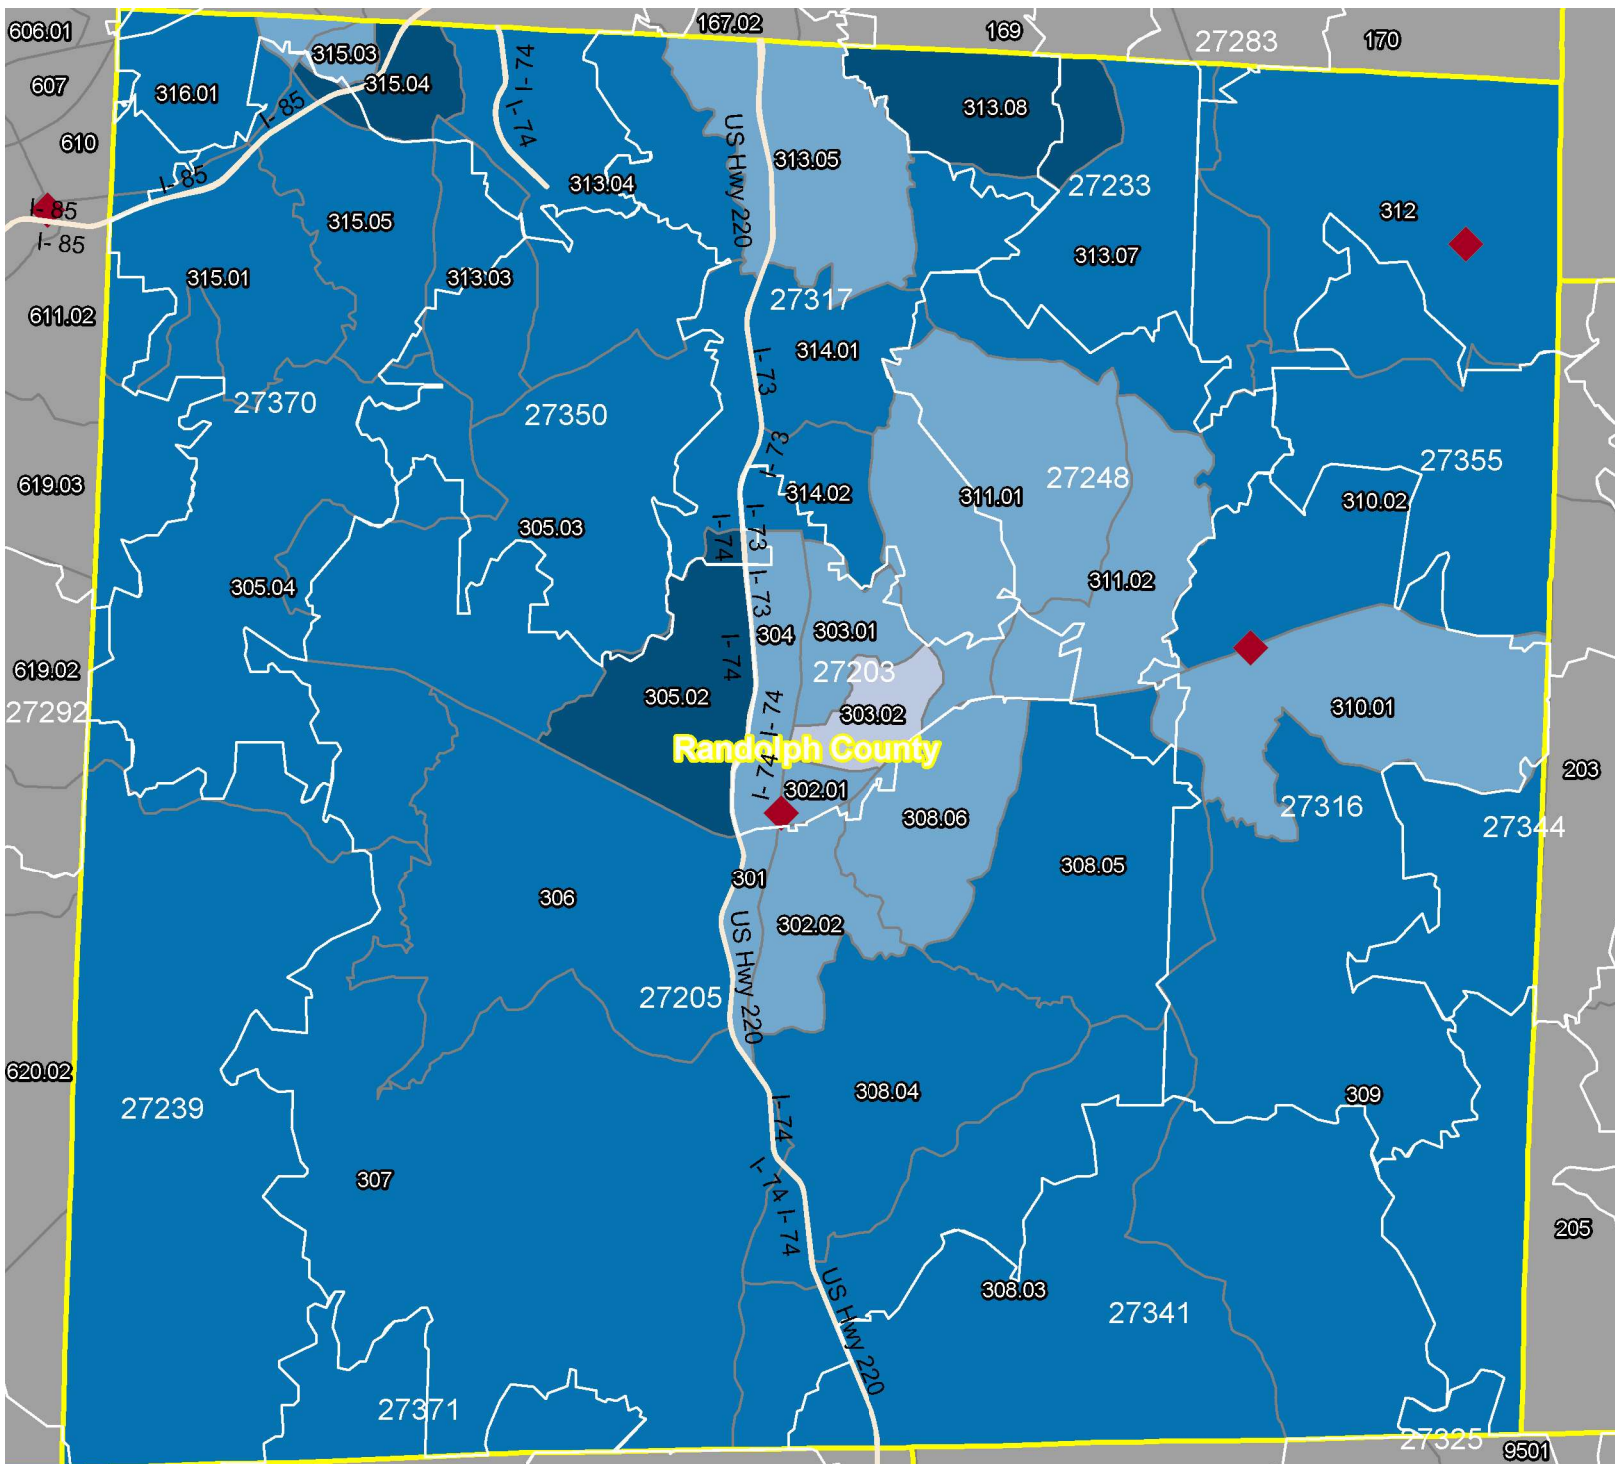 167.02
169
606.01
170
27283
315.03
I-74
607
315.04
316.01
I-85
I-74
313.08
610
US Hwy 220
313.05
I-85
313.04
27233
I-85
315.05
312
I-85
315.01
313.03
313.07
611.02
27317
314.01
I-73
27370
27350
I-73
27355
619.03
27248
314.02
311.01
310.02
305.03
I-74
I-73
305.04
I-73
311.02
304
303.01
I-74
619.02
27203
305.02
27292
I-74
303.02
310.01
Randolph County
203
I-74
302.01
27316
308.06
27344
308.05
301
306
302.02
US Hwy 220
27205
620.02
308.04
309
27239
I-74
307
I-74
I-74
205
308.03
27341
US Hwy 220
27371
27325
9501